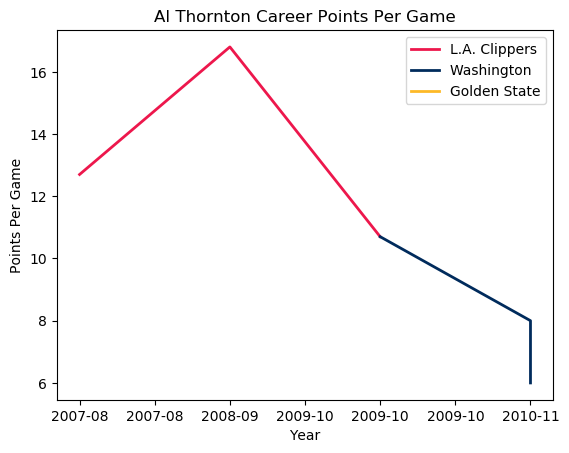 Al Thornton Career Points Per Game
L.A. Clippers
Washington
Golden State
Points Per Game
16
14
12
10
8
6
2007-08 2007-08 2008-09 2009-10 2009-10 2009-10 2010-11
Year